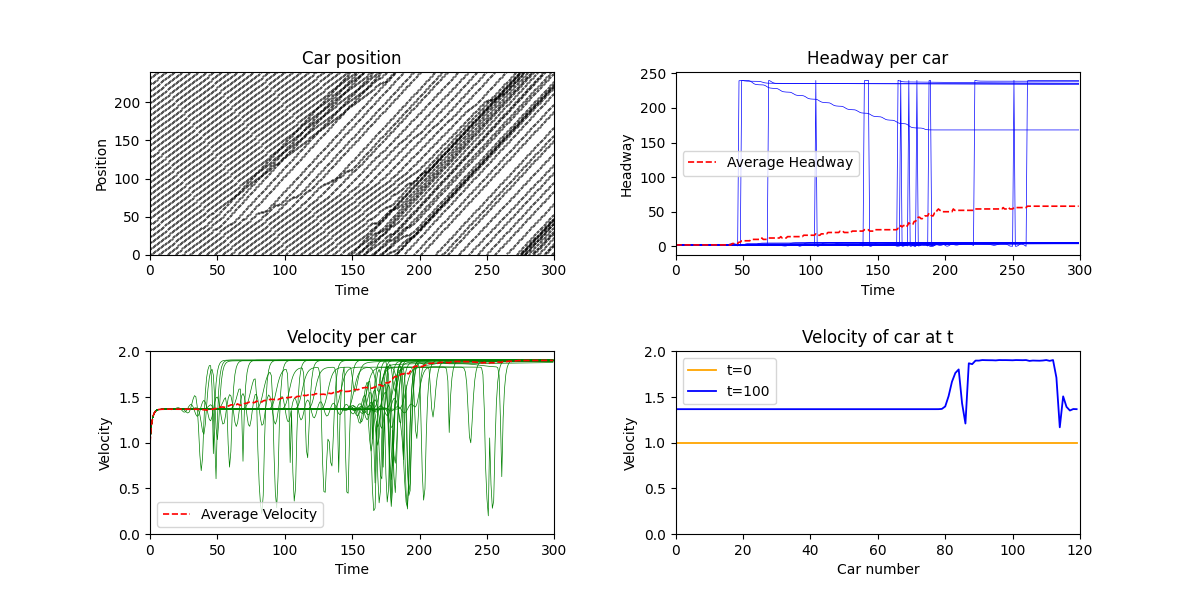 Car position
Position
200
150
100
50
0
0 50 100 150 200 250 300
Time
Headway per car
Headway
250
200
150
100
50
0
Average Headway
0 50 100 150 200 250 300
Time
Velocity per car
Velocity
2.0
1.5
1.0
0.5
0.0
Average Velocity
0 50 100 150 200 250 300
Time
Velocity of car at t
Velocity
2.0
1.5
1.0
0.5
0.0
t=0
t=100
0 20 40 60 80 100 120
Car number